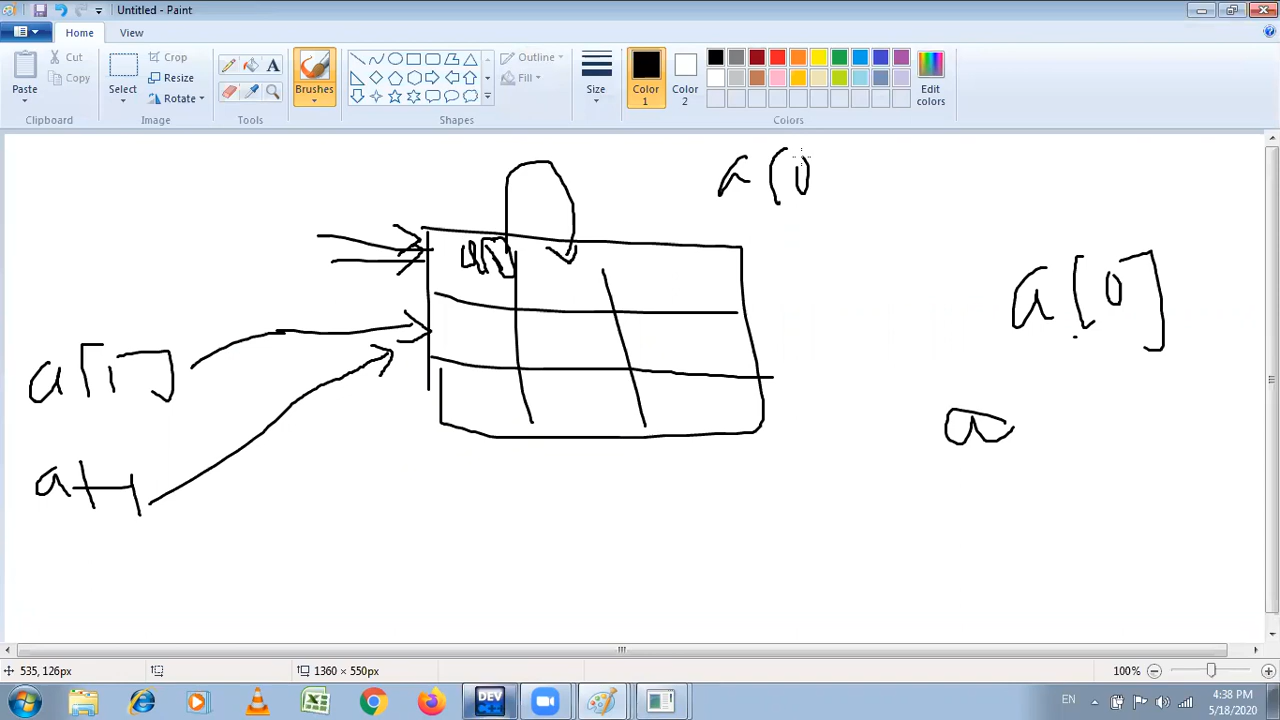 Untitled - Paint
Home View
Paste
Cut
Copy
Clipboard
Select
Crop
Resize
Rotate
Image
Tools
Brushes
Outline
Fill
Shapes
Size
Color 1
Color 2
Edit colors
Colors
a[0
a[0]
a[1]
a+1
a
535, 126px
1360 × 550px
100%
DEV
EN
4:38 PM
5/18/2020